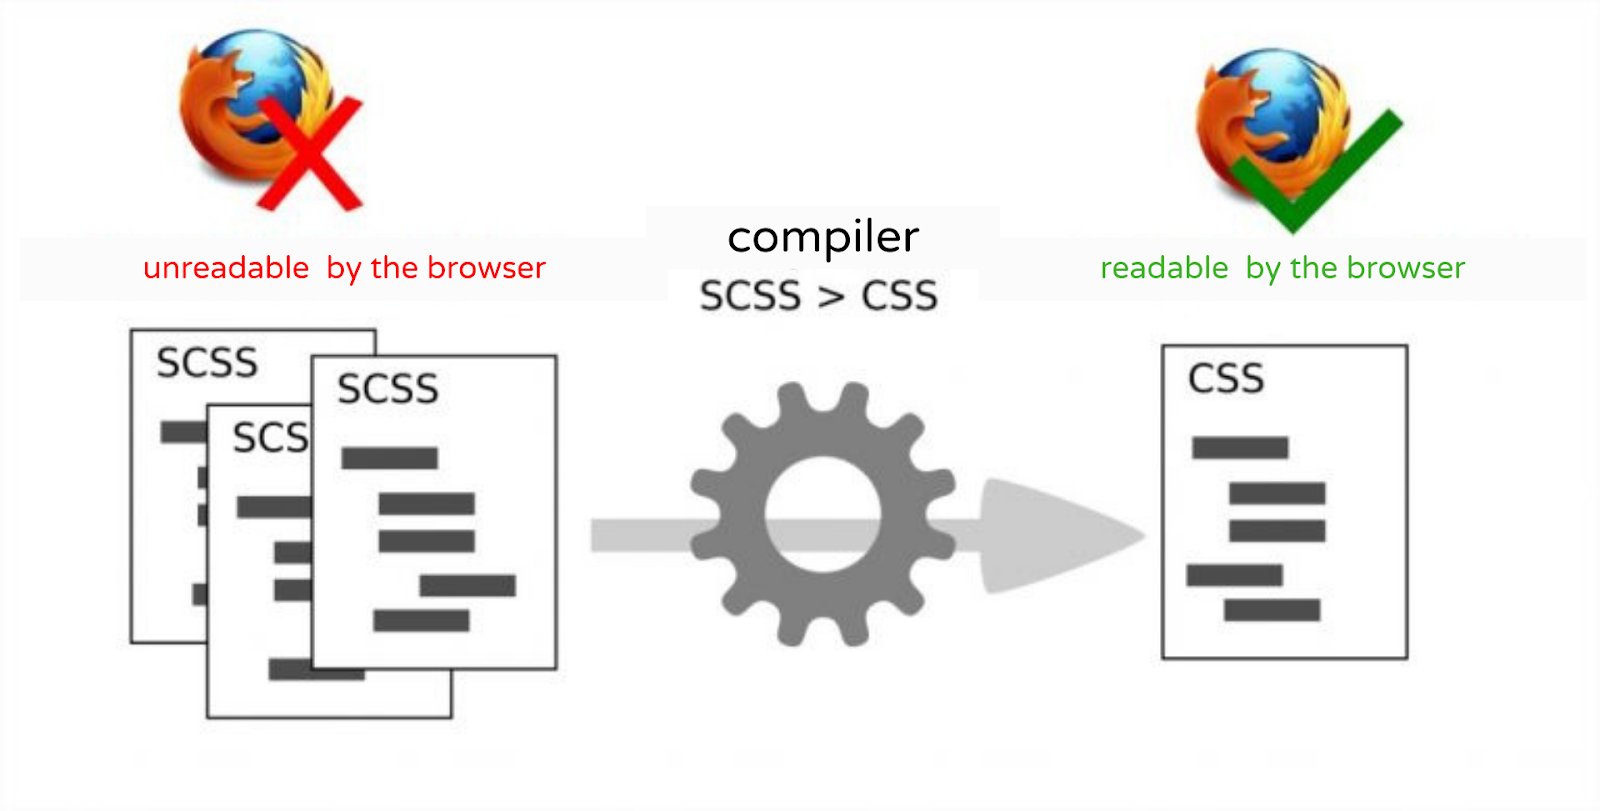 unreadable by the browser
compiler
SCSS > CSS
readable by the browser
SCSS
SCS
SCSS
CSS